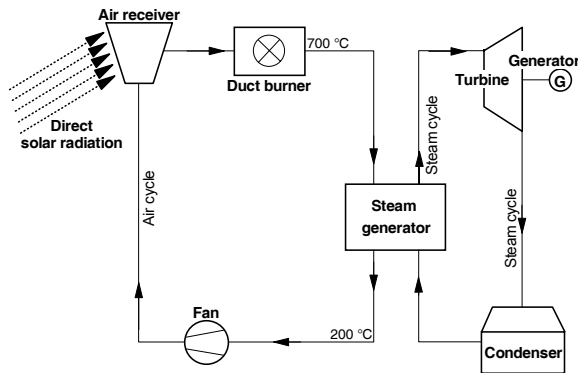 Air receiver
700 °C
Duct burner
Direct
solar radiation
Air cycle
Fan
200 °C
Steam
generator
Steam cycle
Turbine
Generator
G
Steam cycle
Condenser